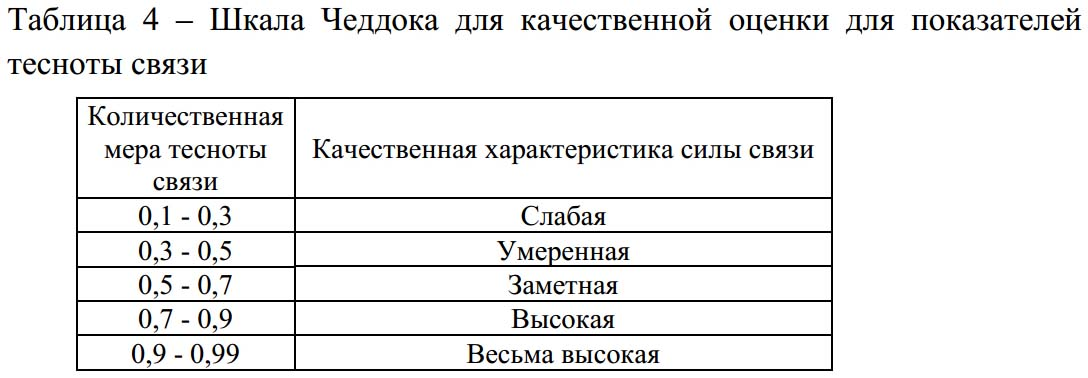 Таблица 4 – Шкала Чеддока для качественной оценки для показателей
тесноты связи
Количественная
мера тесноты
связи
Качественная характеристика силы связи
0,1 - 0,3 Слабая
0,3 - 0,5 Умеренная
0,5 - 0,7 Заметная
0,7 - 0,9 Высокая
0,9 - 0,99 Весьма высокая